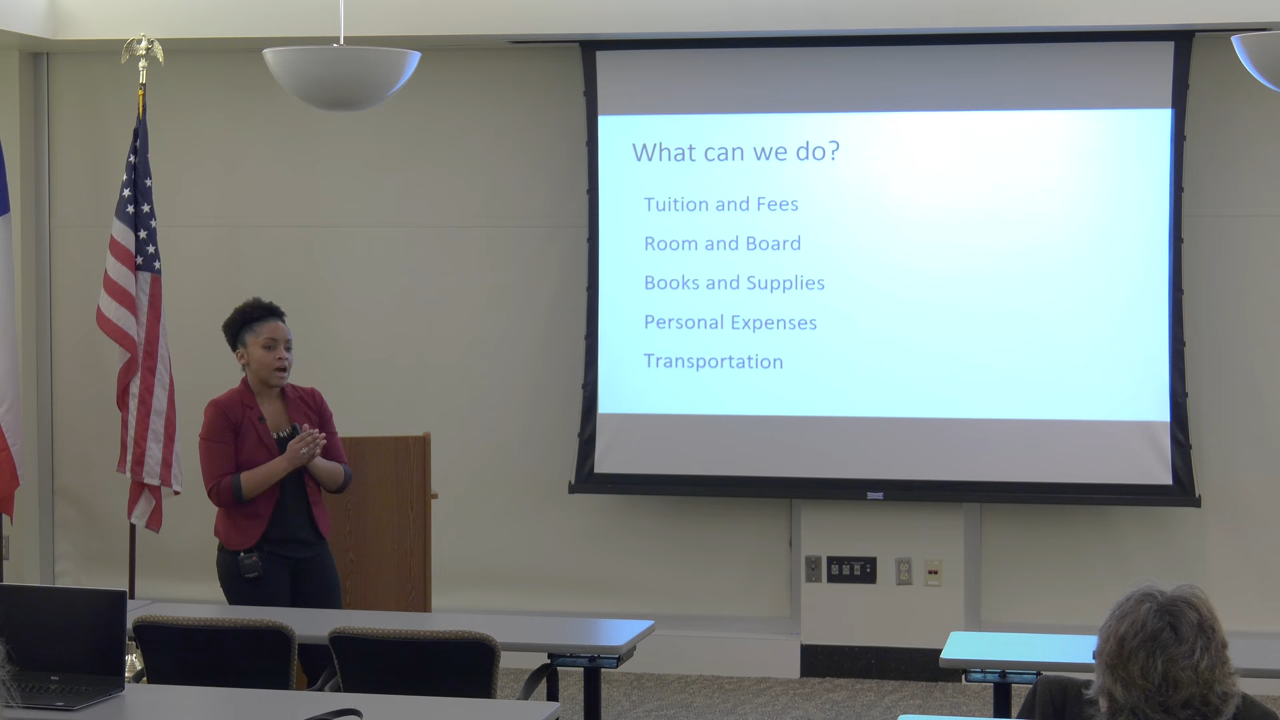 What can we do?
Tuition and Fees
Room and Board
Books and Supplies
Personal Expenses
Transportation